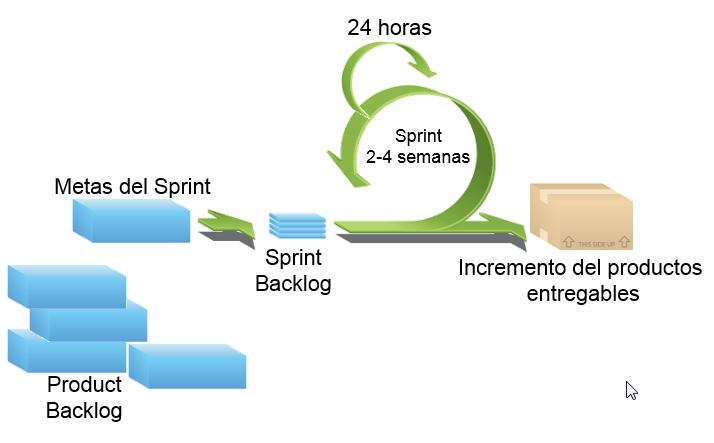 24 horas
Sprint
2-4 semanas
Metas del Sprint
Sprint
Backlog
THIS SIDE UP
Incremento del productos
entregables
Product
Backlog